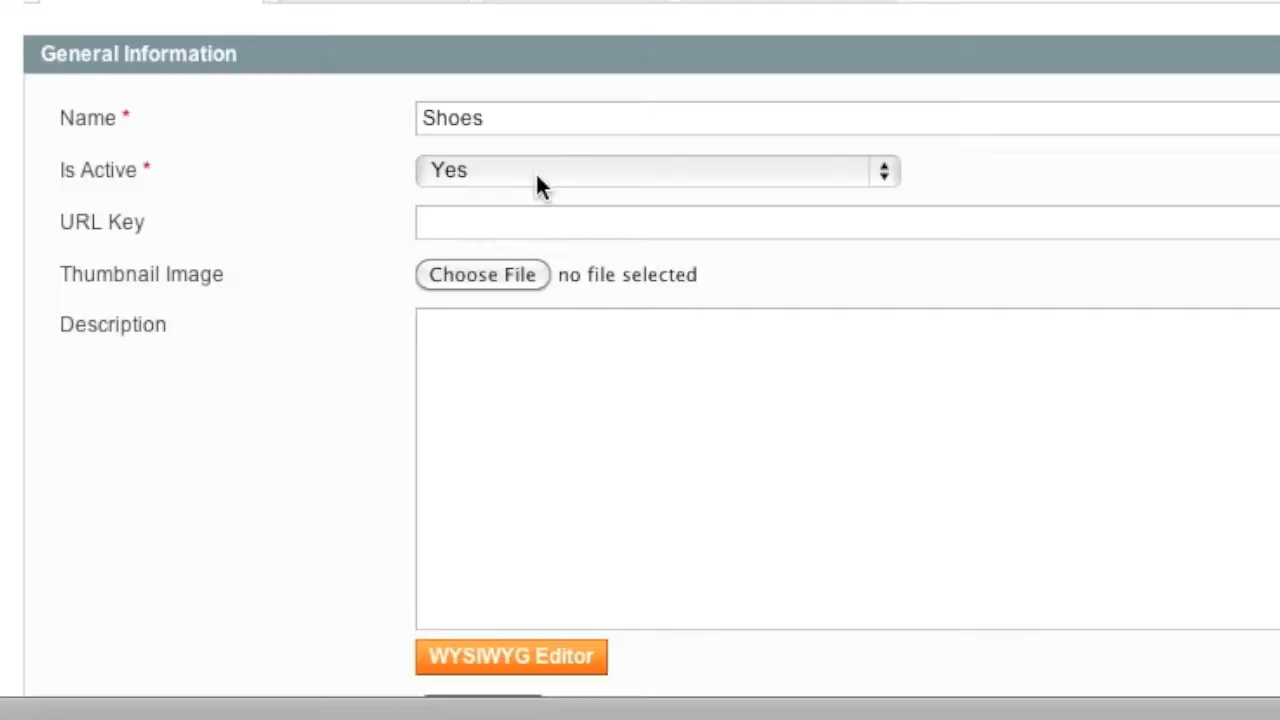 General Information
Name *
Shoes
Is Active *
Yes
URL Key
Thumbnail Image
Choose File no file selected
Description
WYSIWYG Editor